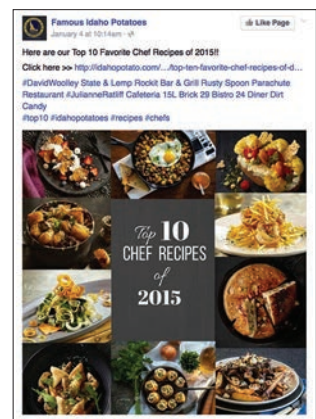 Famous Idaho Potatoes
January 4 at 10:14am ·
Like Page
Here are our Top 10 Favorite Chef Recipes of 2015!!
Click here >> http://idahopotato.com/.../top-ten-favorite-chef-recipes-of-d...
#DavidWoolley State & Lemp Rockit Bar & Grill Rusty Spoon Parachute
Restaurant #JulianneRatliff Cafeteria 15L Brick 29 Bistro 24 Diner Dirt
Candy
#top10 #idahopotatoes #recipes #chefs
Top 10
CHEF RECIPES
of
2015